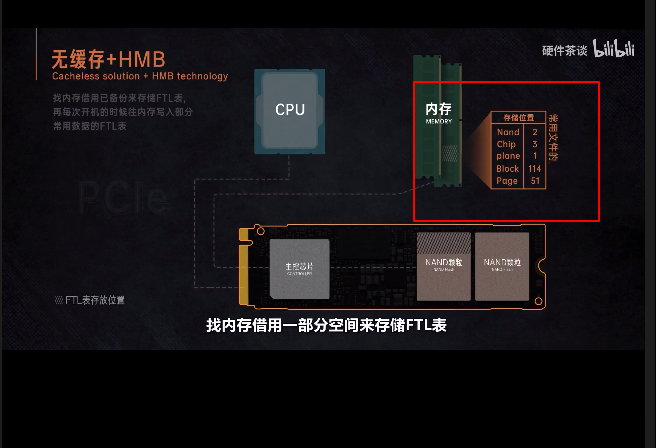 无缓存+HMB
Cacheless solution + HMB technology
找内存借用已备份来存储FTL表,
再每次开机的时候往内存写入部分
常用数据的FTL表
硬件茶谈 bilibili
CPU
内存
MEMORY
存储位置
Nand 2
Chip 3
plane 1
Block 114
Page 51
常用文件的
PCIe
主控芯片
CONTROLLER
NAND颗粒
NAND FLASH
NAND颗粒
NAND FLASH
FTL表存放位置
找内存借用一部分空间来存储FTL表